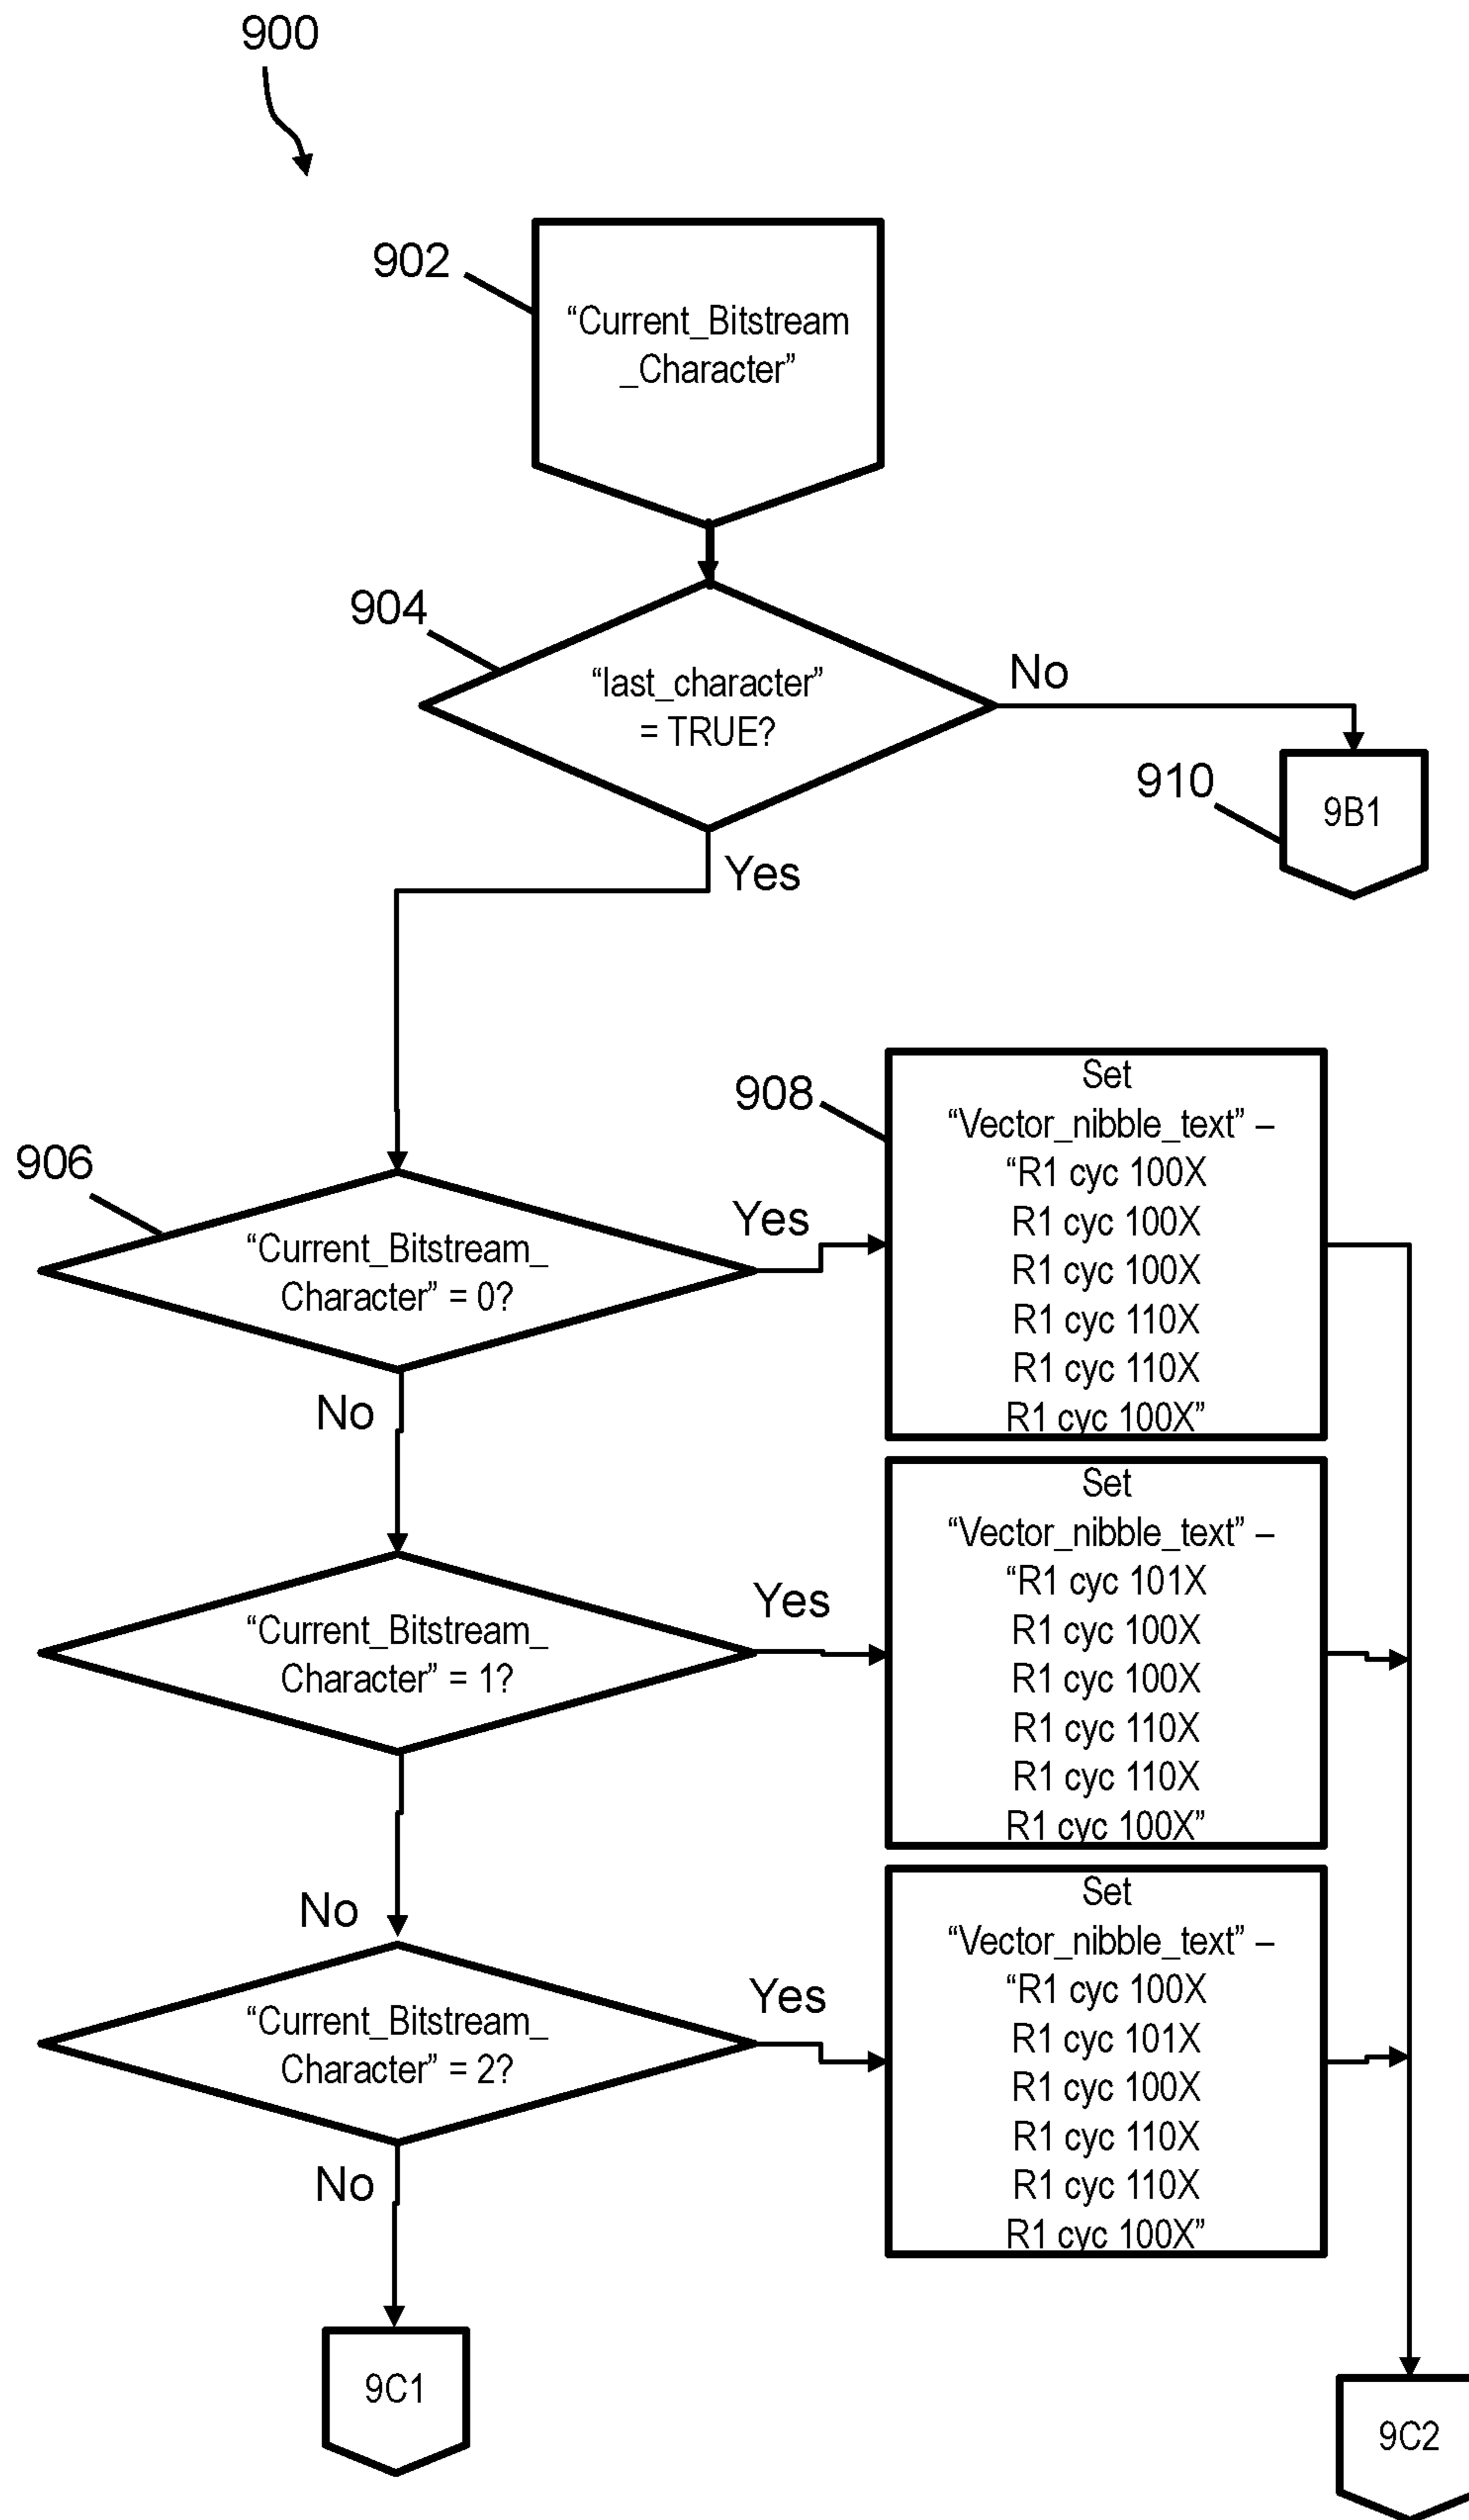 900
902
“Current_Bitstream
_Character”
904
“last_character”
= TRUE?
No
910
9B1
Yes
906
“Current_Bitstream_
Character” = 0?
Yes
908
Set
“Vector_nibble_text” –
“R1 cyc 100X
R1 cyc 100X
R1 cyc 100X
R1 cyc 110X
R1 cyc 110X
R1 cyc 100X”
No
“Current_Bitstream_
Character” = 1?
Yes
Set
“Vector_nibble_text” –
“R1 cyc 101X
R1 cyc 100X
R1 cyc 100X
R1 cyc 110X
R1 cyc 110X
R1 cyc 100X”
No
“Current_Bitstream_
Character” = 2?
Yes
Set
“Vector_nibble_text” –
“R1 cyc 100X
R1 cyc 101X
R1 cyc 100X
R1 cyc 110X
R1 cyc 110X
R1 cyc 100X”
No
9C1
9C2